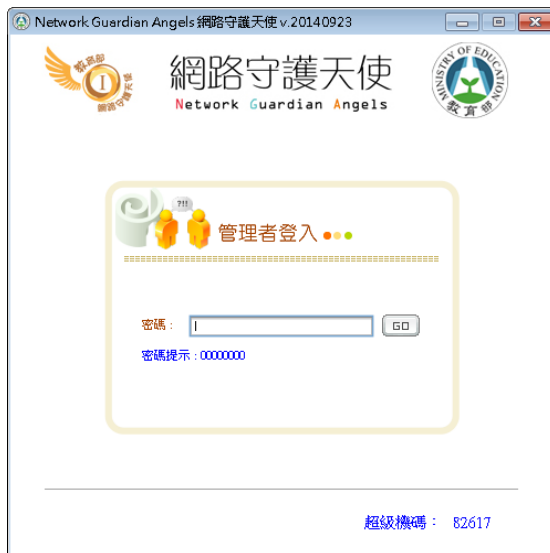 Network Guardian Angels 網路守護天使 v.20140923
教育部
網路守護天使
網路守護天使
Network Guardian Angels
MINISTRY OF EDUCATION
教育部
?!!
管理者登入
密碼：
GO
密碼提示：00000000
超級機碼： 82617